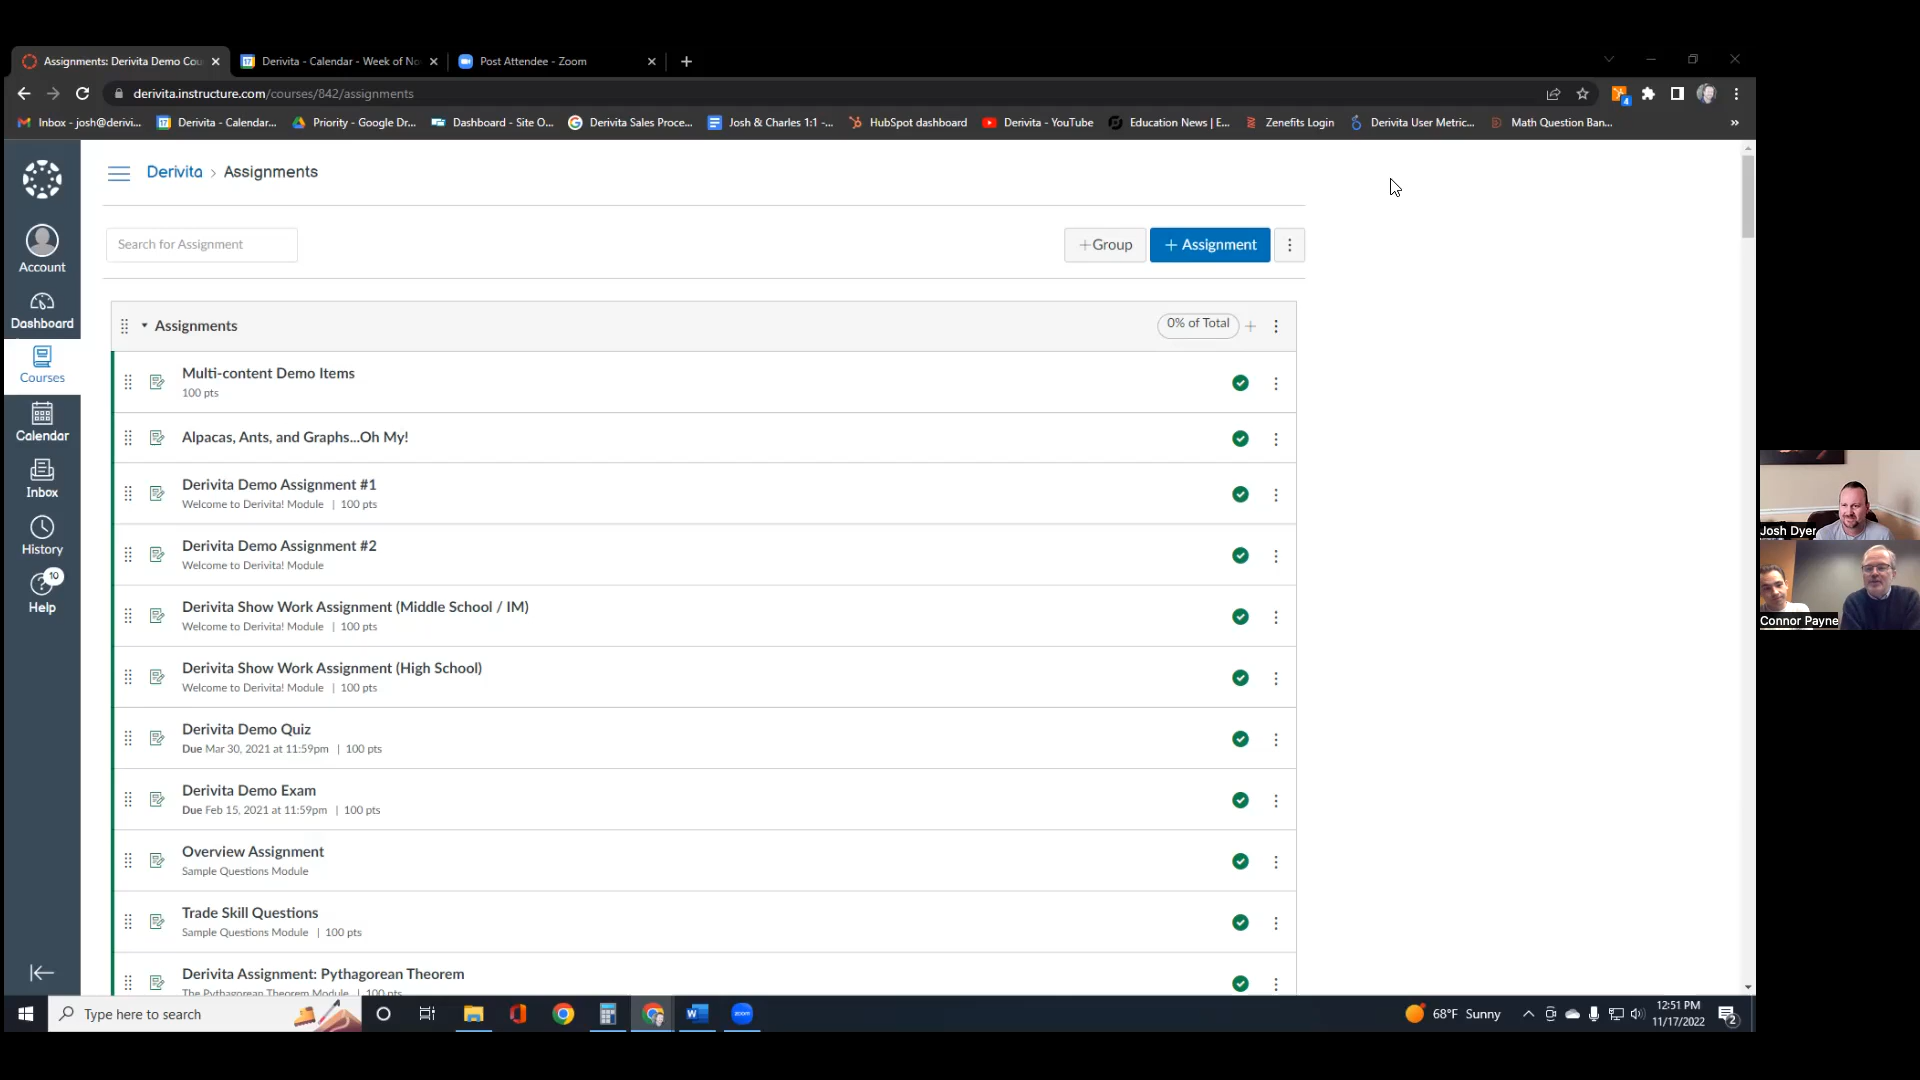 Assignments: Derivita Demo Cou
Derivita - Calendar - Week of No
Post Attendee - Zoom
derivita.instructure.com/courses/842/assignments
Inbox - josh@derivi...
Derivita - Calendar...
Priority - Google Dr...
Dashboard - Site O...
Derivita Sales Proce...
Josh & Charles 1:1 -...
HubSpot dashboard
Derivita - YouTube
Education News | E...
Zenefits Login
Derivita User Metric...
Math Question Ban...
»
Derivita › Assignments
Account
Dashboard
Courses
Calendar
Inbox
History
10
Help
Search for Assignment
+Group
+ Assignment
Assignments
0% of Total +
Multi-content Demo Items
100 pts
Alpacas, Ants, and Graphs...Oh My!
Derivita Demo Assignment #1
Welcome to Derivita! Module | 100 pts
Derivita Demo Assignment #2
Welcome to Derivita! Module
Derivita Show Work Assignment (Middle School / IM)
Welcome to Derivita! Module | 100 pts
Derivita Show Work Assignment (High School)
Welcome to Derivita! Module | 100 pts
Derivita Demo Quiz
Due Mar 30, 2021 at 11:59pm | 100 pts
Derivita Demo Exam
Due Feb 15, 2021 at 11:59pm | 100 pts
Overview Assignment
Sample Questions Module
Trade Skill Questions
Sample Questions Module | 100 pts
Derivita Assignment: Pythagorean Theorem
The Pythagorean Theorem Module | 100 pts
Josh Dyer
Connor Payne
Type here to search
zoom
68°F Sunny
12:51 PM
11/17/2022
2